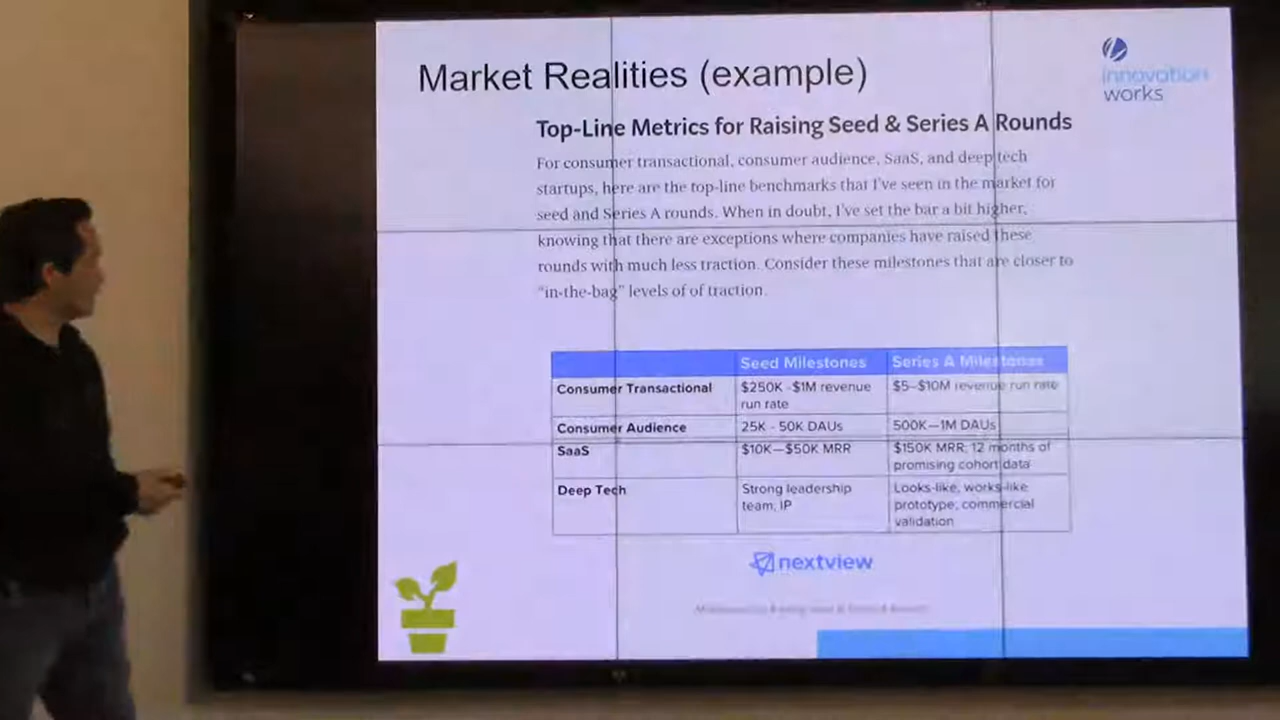 Market Realities (example)
innovation
works
Top-Line Metrics for Raising Seed & Series A Rounds
For consumer transactional, consumer audience, SaaS, and deep tech
startups, here are the top-line benchmarks that I've seen in the market for
seed and Series A rounds. When in doubt, I've set the bar a bit higher,
knowing that there are exceptions where companies have raised these
rounds with much less traction. Consider these milestones that are closer to
"in-the-bag" levels of of traction.
Seed Milestones Series A Milestones
Consumer Transactional $250K -$1M revenue $5–$10M revenue run rate
run rate
Consumer Audience 25K - 50K DAUs 500K—1M DAUs
SaaS $10K—$50K MRR $150K MRR; 12 months of
promising cohort data
Deep Tech Strong leadership Looks-like, works-like
team, IP prototype; commercial
validation
nextview